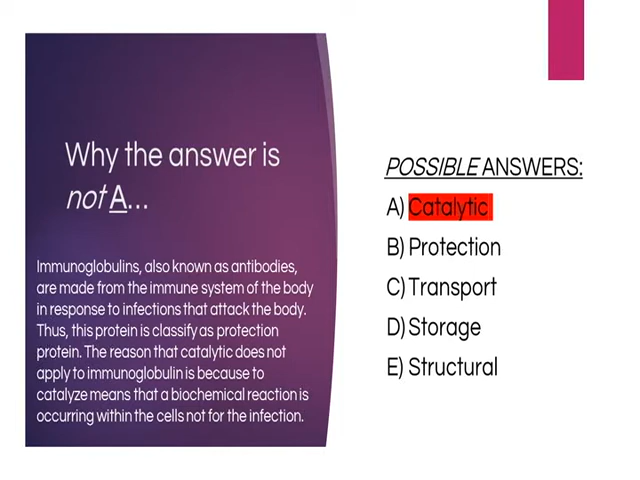 Why the answer is
not A...
Immunoglobulins, also known as antibodies,
are made from the immune system of the body
in response to infections that attack the body.
Thus, this protein is classify as protection
protein. The reason that catalytic does not
apply to immunoglobulin is because to
catalyze means that a biochemical reaction is
occurring within the cells not for the infection.
POSSIBLE ANSWERS:
A) Catalytic
B) Protection
C) Transport
D) Storage
E) Structural